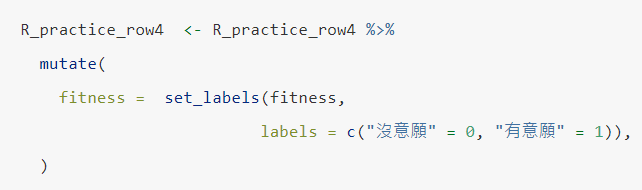 R_practice_row4  <- R_practice_row4 %>%
  mutate(
    fitness =  set_labels(fitness,
                       labels = c("沒意願" = 0, "有意願" = 1)),
  )